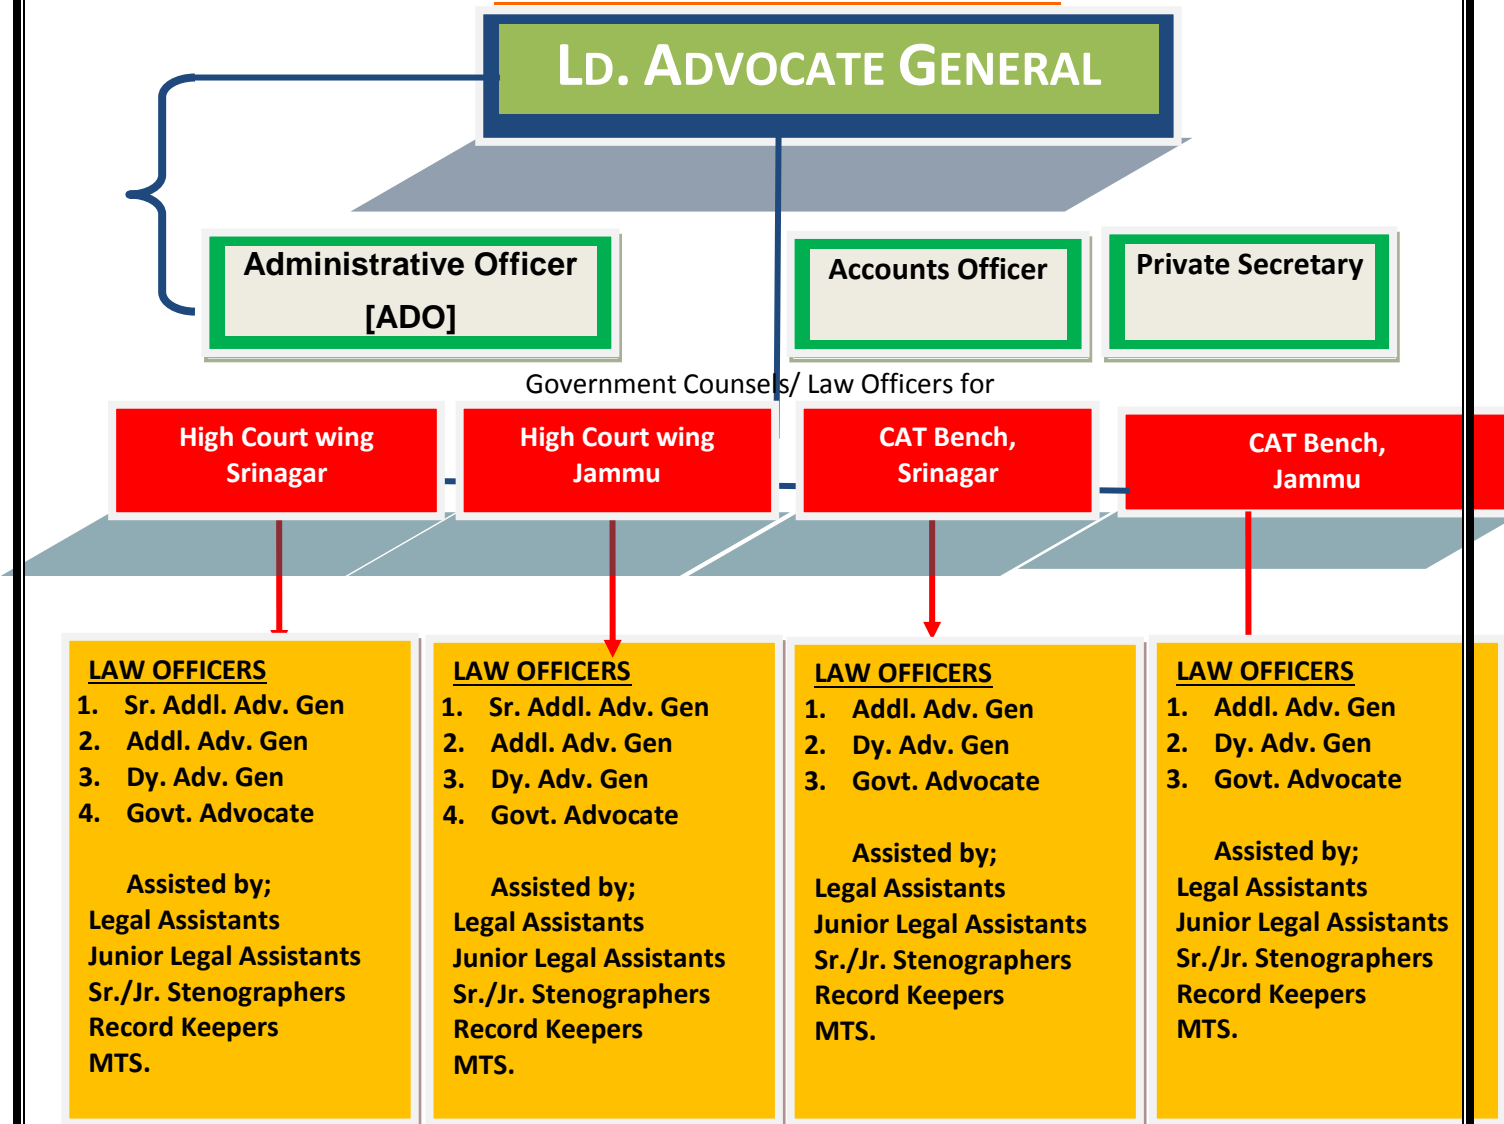 LD. ADVOCATE GENERAL
Administrative Officer
[ADO]
Accounts Officer
Private Secretary
Government Counsels/ Law Officers for
High Court wing
Srinagar
High Court wing
Jammu
CAT Bench,
Srinagar
CAT Bench,
Jammu
LAW OFFICERS
1. Sr. Addl. Adv. Gen
2. Addl. Adv. Gen
3. Dy. Adv. Gen
4. Govt. Advocate
Assisted by;
Legal Assistants
Junior Legal Assistants
Sr./Jr. Stenographers
Record Keepers
MTS.
LAW OFFICERS
1. Sr. Addl. Adv. Gen
2. Addl. Adv. Gen
3. Dy. Adv. Gen
4. Govt. Advocate
Assisted by;
Legal Assistants
Junior Legal Assistants
Sr./Jr. Stenographers
Record Keepers
MTS.
LAW OFFICERS
1. Addl. Adv. Gen
2. Dy. Adv. Gen
3. Govt. Advocate
Assisted by;
Legal Assistants
Junior Legal Assistants
Sr./Jr. Stenographers
Record Keepers
MTS.
LAW OFFICERS
1. Addl. Adv. Gen
2. Dy. Adv. Gen
3. Govt. Advocate
Assisted by;
Legal Assistants
Junior Legal Assistants
Sr./Jr. Stenographers
Record Keepers
MTS.